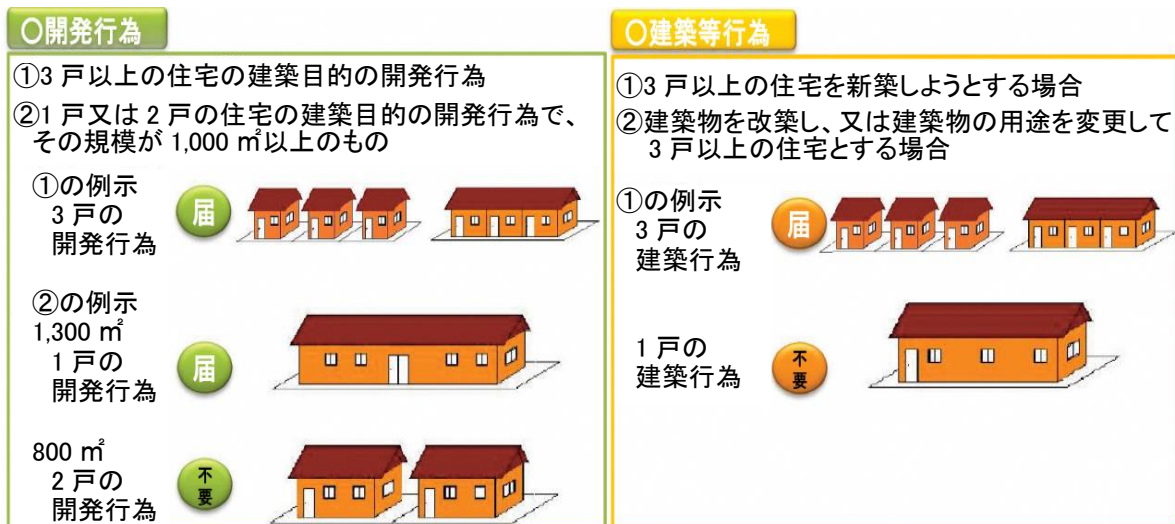 〇開発行為
①3 戸以上の住宅の建築目的の開発行為
②1 戸又は 2 戸の住宅の建築目的の開発行為で、
その規模が 1,000 ㎡以上のもの
①の例示
3 戸の
開発行為
届
②の例示
1,300 ㎡
1 戸の
開発行為
届
800 ㎡
2 戸の
開発行為
不要
〇建築等行為
①3 戸以上の住宅を新築しようとする場合
②建築物を改築し、又は建築物の用途を変更して
3 戸以上の住宅とする場合
①の例示
3 戸の
建築行為
届
1 戸の
建築行為
不要